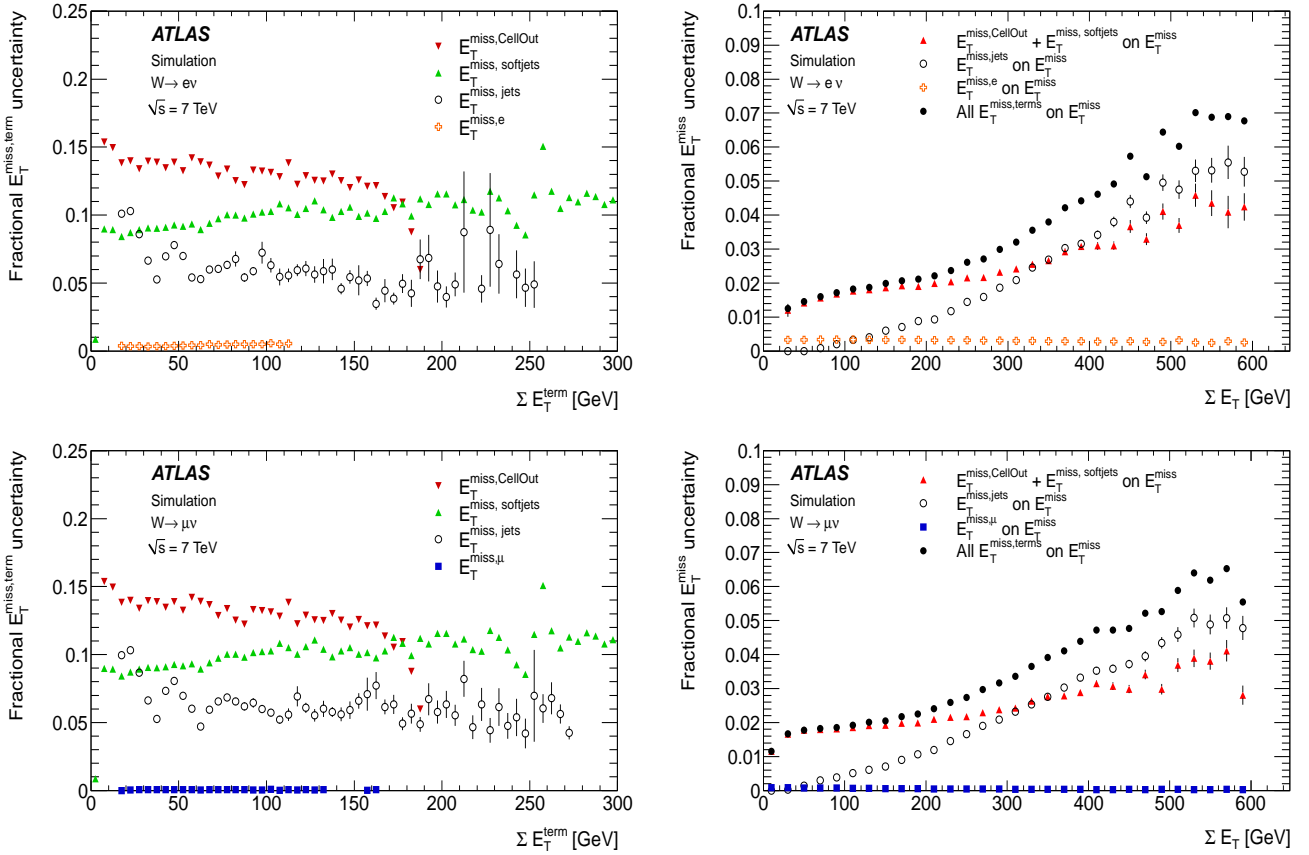 Fractional E_T^miss,term uncertainty
0.25
0.2
0.15
0.1
0.05
0
ATLAS
Simulation
W → eν
√s = 7 TeV
E_T^miss,CellOut
E_T^miss, softjets
E_T^miss, jets
E_T^miss,e
0 50 100 150 200 250 300
Σ E_T^term [GeV]
Fractional E_T^miss uncertainty
0.1
0.09
0.08
0.07
0.06
0.05
0.04
0.03
0.02
0.01
0
ATLAS
Simulation
W → e ν
√s = 7 TeV
E_T^miss,CellOut + E_T^miss, softjets on E_T^miss
E_T^miss,jets on E_T^miss
E_T^miss,e on E_T^miss
All E_T^miss,terms on E_T^miss
0 100 200 300 400 500 600
Σ E_T [GeV]
Fractional E_T^miss,term uncertainty
0.25
0.2
0.15
0.1
0.05
0
ATLAS
Simulation
W → μν
√s = 7 TeV
E_T^miss,CellOut
E_T^miss, softjets
E_T^miss, jets
E_T^miss,μ
0 50 100 150 200 250 300
Σ E_T^term [GeV]
Fractional E_T^miss uncertainty
0.1
0.09
0.08
0.07
0.06
0.05
0.04
0.03
0.02
0.01
0
ATLAS
Simulation
W → μν
√s = 7 TeV
E_T^miss,CellOut + E_T^miss, softjets on E_T^miss
E_T^miss,jets on E_T^miss
E_T^miss,μ on E_T^miss
All E_T^miss,terms on E_T^miss
0 100 200 300 400 500 600
Σ E_T [GeV]